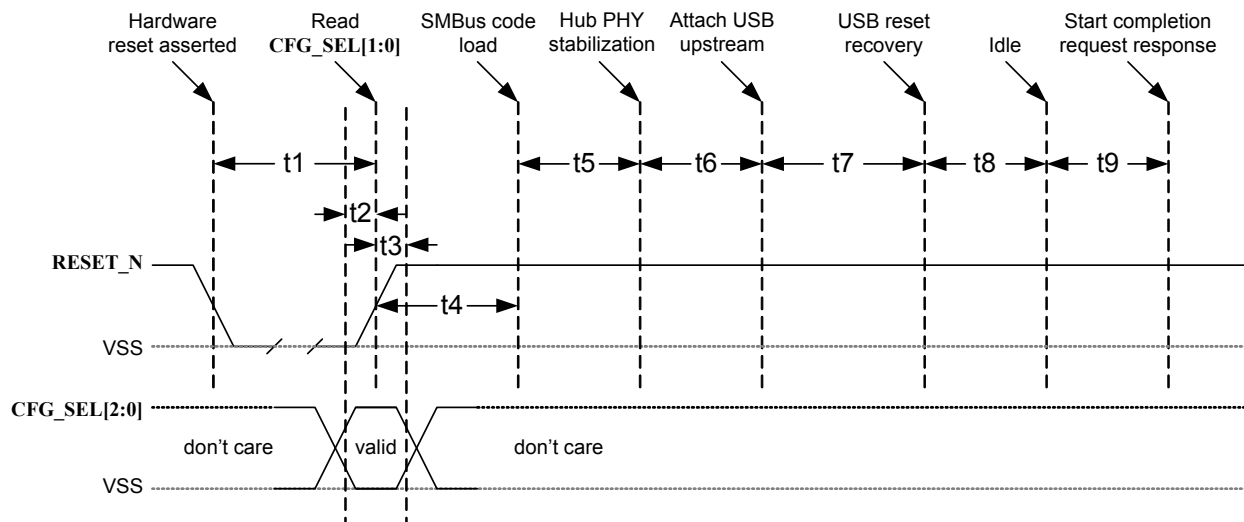 Hardware
reset asserted
Read
CFG_SEL[1:0]
SMBus code
load
Hub PHY
stabilization
Attach USB
upstream
USB reset
recovery
Idle
Start completion
request response
t1
t5
t6
t7
t8
t9
t2
t3
RESET_N
t4
VSS
CFG_SEL[2:0]
don't care
valid
don't care
VSS